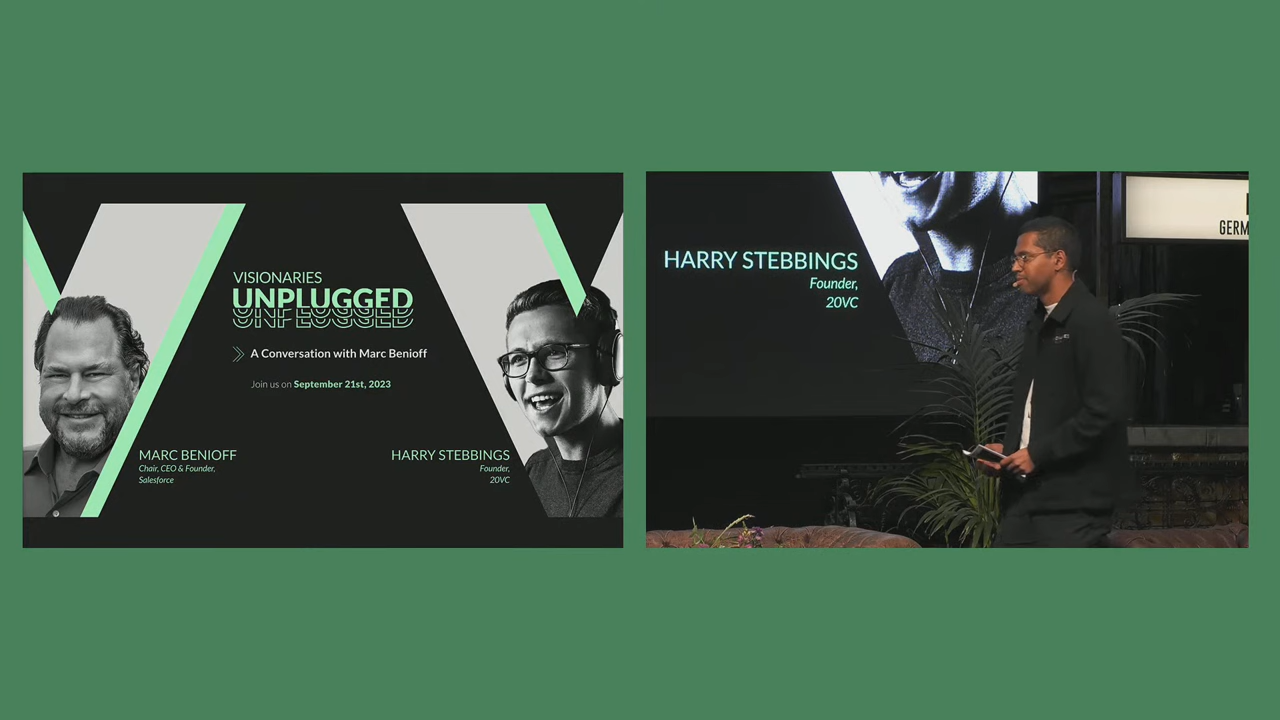 VISIONARIES
UNPLUGGED
A Conversation with Marc Benioff
Join us on September 21st, 2023
MARC BENIOFF
Chair, CEO & Founder,
Salesforce
HARRY STEBBINGS
Founder,
20VC
HARRY STEBBINGS
Founder,
20VC
GERM